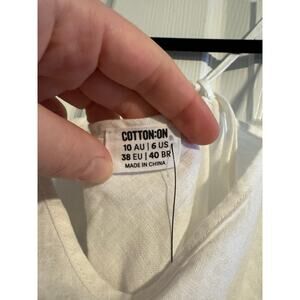 COTTON:ON
10 AU | 6 US
38 EU | 40 BR
MADE IN CHINA